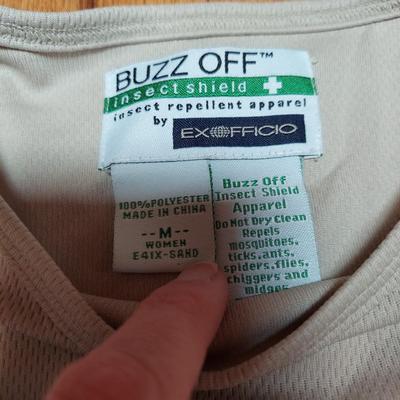 BUZZ OFF™
insect shield
insect repellent apparel
by EXOFFICIO
100%POLYESTER
MADE IN CHINA
--M--
WOMEN
E41X-SAND
Buzz Off
Insect Shield
Apparel
Do Not Dry Clean
Repels
mosquitoes,
ticks,ants,
spiders,flies,
chiggers and
midges